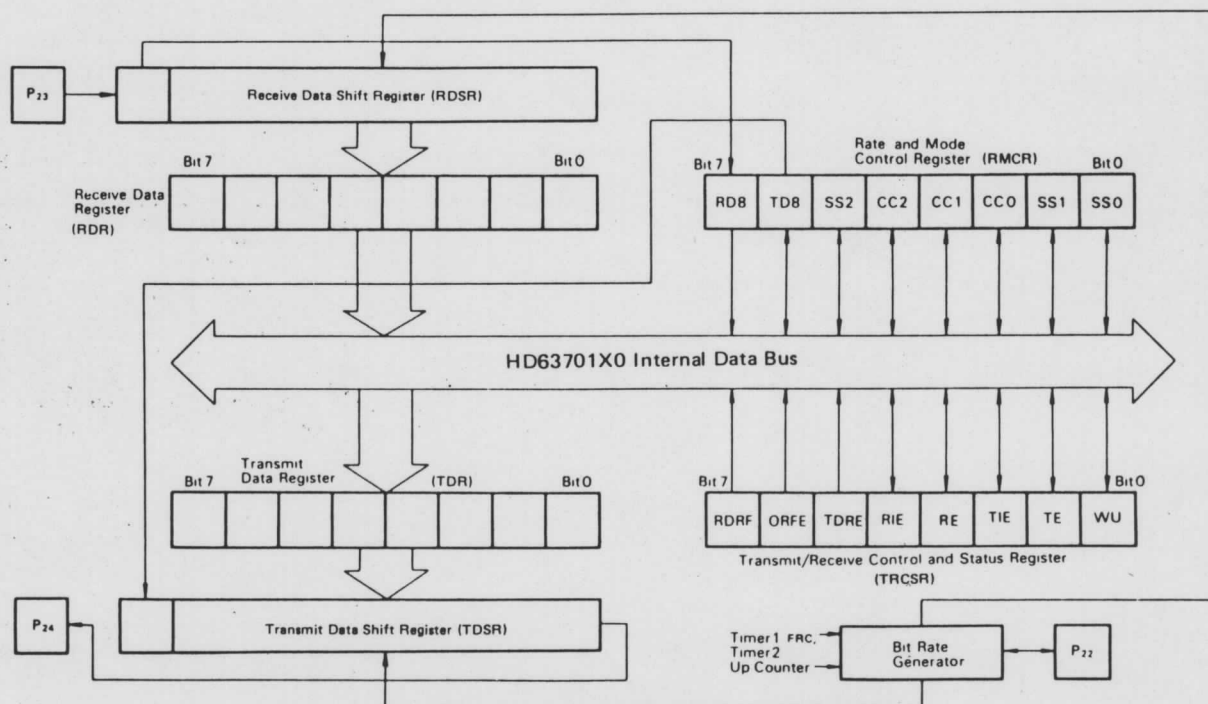 P23
Receive Data Shift Register (RDSR)
Bit 7
Bit 0
Receive Data
Register
(RDR)
Rate and Mode
Control Register (RMCR)
Bit 7
Bit 0
RD8 TD8 SS2 CC2 CC1 CC0 SS1 SS0
HD63701X0 Internal Data Bus
Transmit
Data Register (TDR)
Bit 7
Bit 0
Bit 7
Bit 0
RDRF ORFE TDRE RIE RE TIE TE WU
Transmit/Receive Control and Status Register
(TRCSR)
P24
Transmit Data Shift Register (TDSR)
Timer1 FRC,
Timer2
Up Counter
Bit Rate
Generator
P22